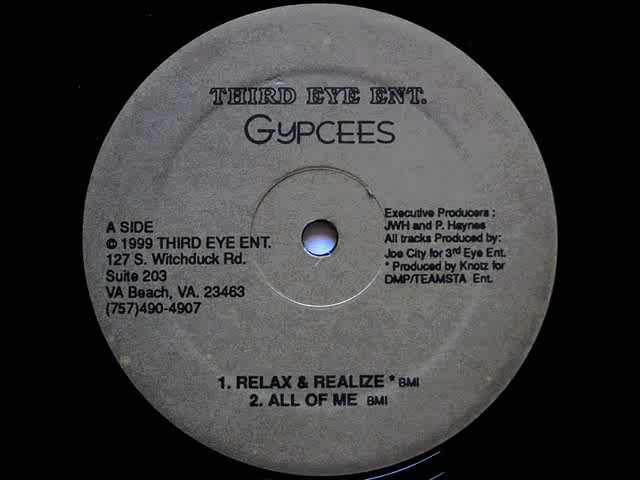 THIRD EYE ENT.
GYPCEES
A SIDE
© 1999 THIRD EYE ENT.
127 S. Witchduck Rd.
Suite 203
VA Beach, VA. 23463
(757)490-4907
Executive Producers :
JWH and P. Haynes
All tracks Produced by:
Joe City for 3rd Eye Ent.
* Produced by Knotz for
DMP/TEAMSTA Ent.
1. RELAX & REALIZE * BMI
2. ALL OF ME BMI